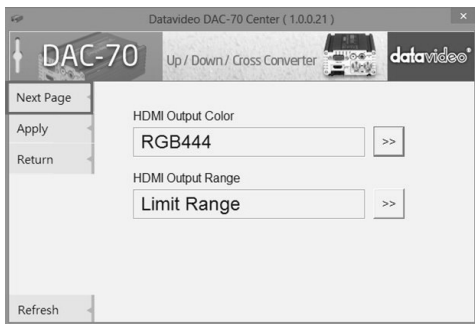 Datavideo DAC-70 Center ( 1.0.0.21 )
×
DAC-70
Up / Down / Cross Converter
datavideo®
Next Page
Apply
Return
HDMI Output Color
RGB444
>>
HDMI Output Range
Limit Range
>>
Refresh